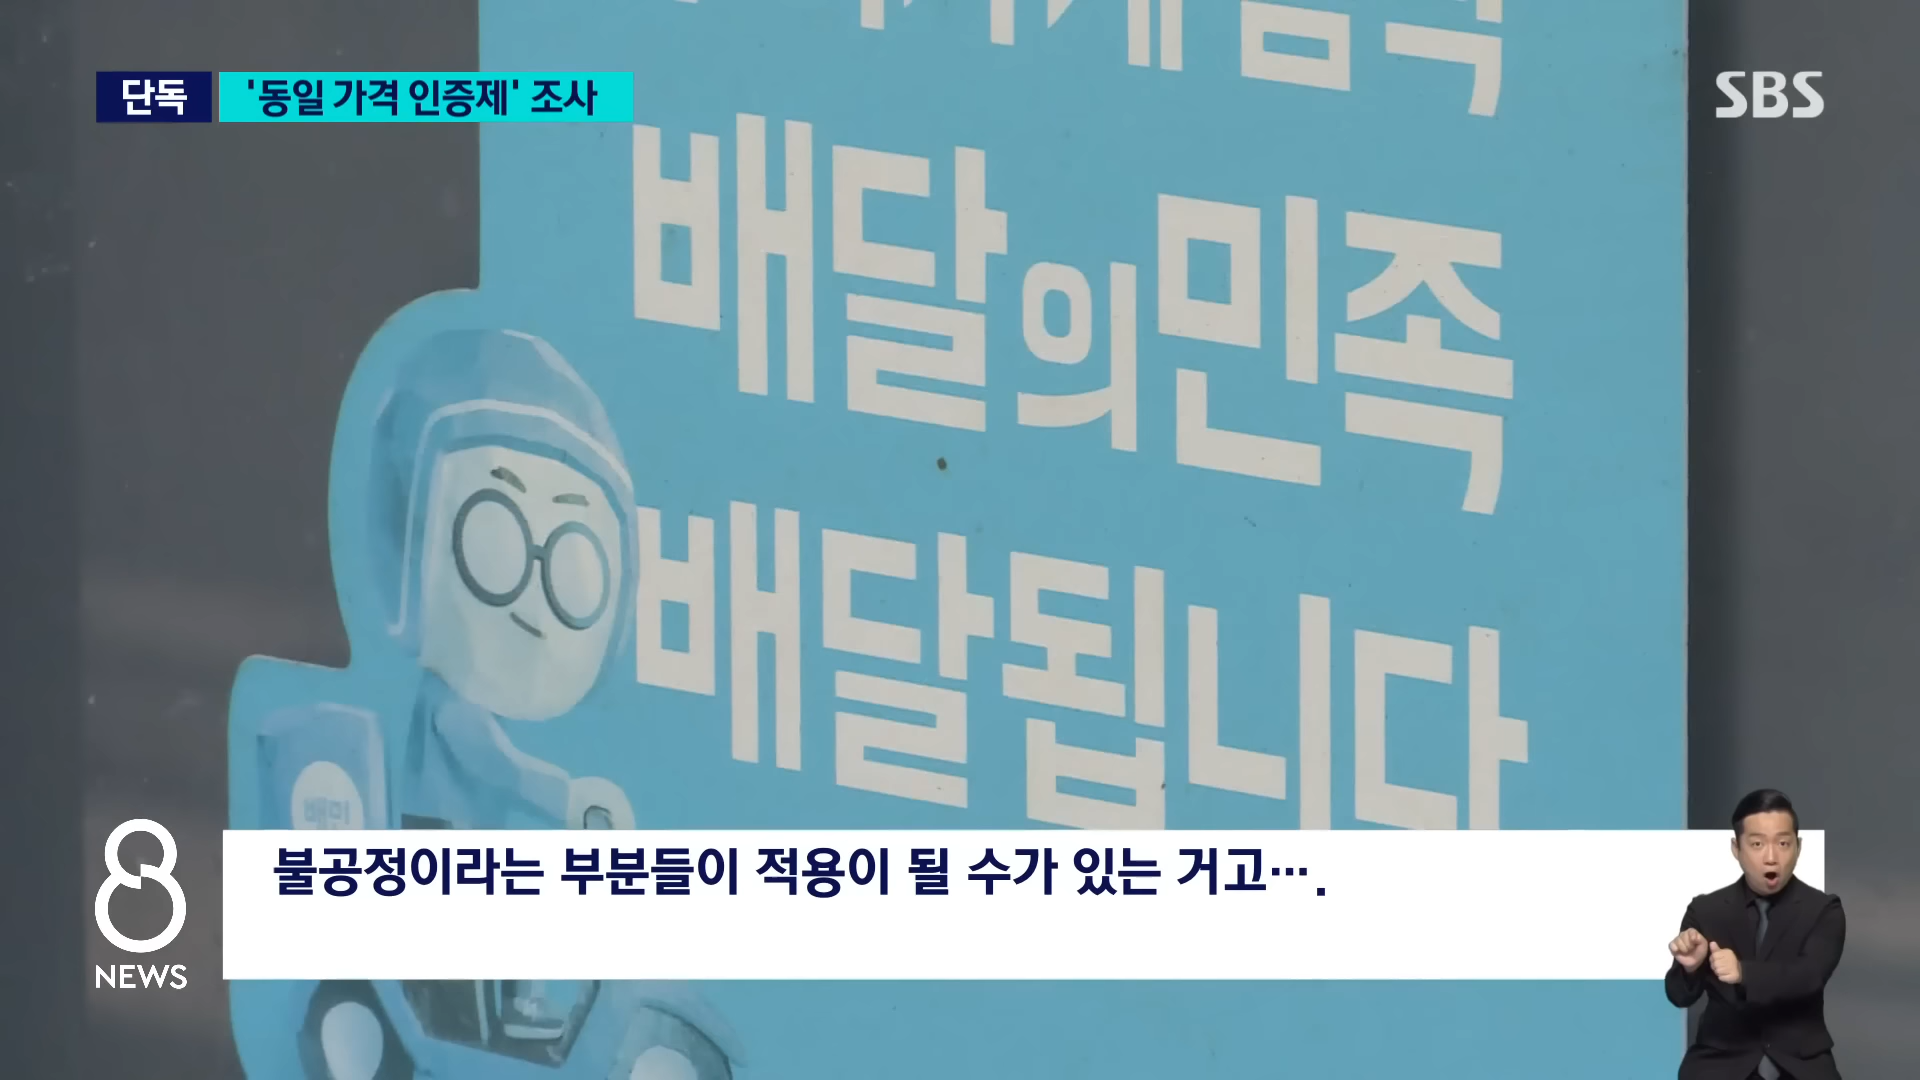 단독 '동일 가격 인증제' 조사
SBS
배달의민족
배달됩니다
배민
불공정이라는 부분들이 적용이 될 수가 있는 거고….
8
NEWS